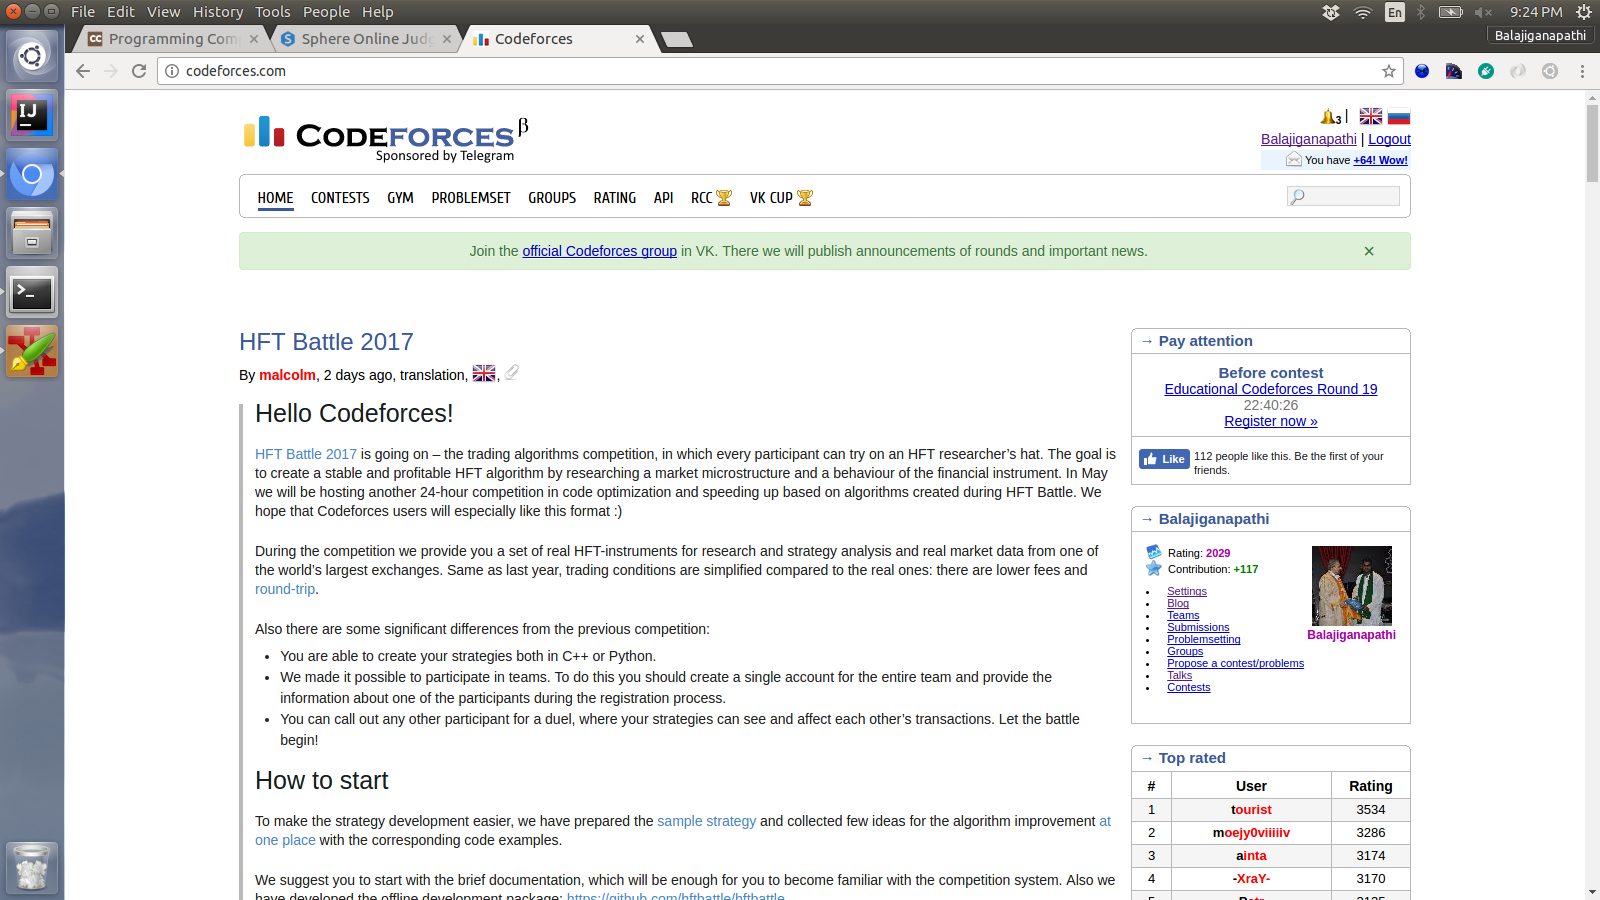 File Edit View History Tools People Help
En
9:24 PM
Programming Com
Sphere Online Judg
Codeforces
Balajiganapathi
codeforces.com
IJ
CODEFORCES β
Sponsored by Telegram
3 |
Balajiganapathi | Logout
You have +64! Wow!
HOME CONTESTS GYM PROBLEMSET GROUPS RATING API RCC VK CUP
Join the official Codeforces group in VK. There we will publish announcements of rounds and important news. ×
HFT Battle 2017
By malcolm, 2 days ago, translation, ,
Hello Codeforces!
HFT Battle 2017 is going on – the trading algorithms competition, in which every participant can try on an HFT researcher’s hat. The goal is
to create a stable and profitable HFT algorithm by researching a market microstructure and a behaviour of the financial instrument. In May
we will be hosting another 24-hour competition in code optimization and speeding up based on algorithms created during HFT Battle. We
hope that Codeforces users will especially like this format :)
During the competition we provide you a set of real HFT-instruments for research and strategy analysis and real market data from one of
the world’s largest exchanges. Same as last year, trading conditions are simplified compared to the real ones: there are lower fees and
round-trip.
Also there are some significant differences from the previous competition:
• You are able to create your strategies both in C++ or Python.
• We made it possible to participate in teams. To do this you should create a single account for the entire team and provide the
information about one of the participants during the registration process.
• You can call out any other participant for a duel, where your strategies can see and affect each other’s transactions. Let the battle
begin!
How to start
To make the strategy development easier, we have prepared the sample strategy and collected few ideas for the algorithm improvement at
one place with the corresponding code examples.
We suggest you to start with the brief documentation, which will be enough for you to become familiar with the competition system. Also we
have developed the offline development package: https://github.com/hftbattle/hftbattle
→ Pay attention
Before contest
Educational Codeforces Round 19
22:40:26
Register now »
Like 112 people like this. Be the first of your
friends.
→ Balajiganapathi
Rating: 2029
Contribution: +117
• Settings
• Blog
• Teams
• Submissions
• Problemsetting
• Groups
• Propose a contest/problems
• Talks
• Contests
Balajiganapathi
→ Top rated
# User Rating
1 tourist 3534
2 moejy0viiiiiv 3286
3 ainta 3174
4 -XraY- 3170
5 Petr 3135